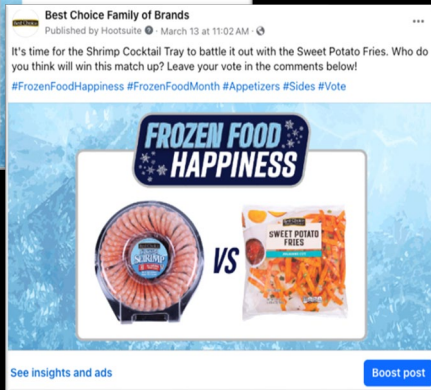 Best Choice Family of Brands
Published by Hootsuite · March 13 at 11:02 AM ·
It's time for the Shrimp Cocktail Tray to battle it out with the Sweet Potato Fries. Who do
you think will win this match up? Leave your vote in the comments below!
#FrozenFoodHappiness #FrozenFoodMonth #Appetizers #Sides #Vote
FROZEN FOOD
HAPPINESS
SHRIMP
VS
SWEET POTATO
FRIES
See insights and ads
Boost post